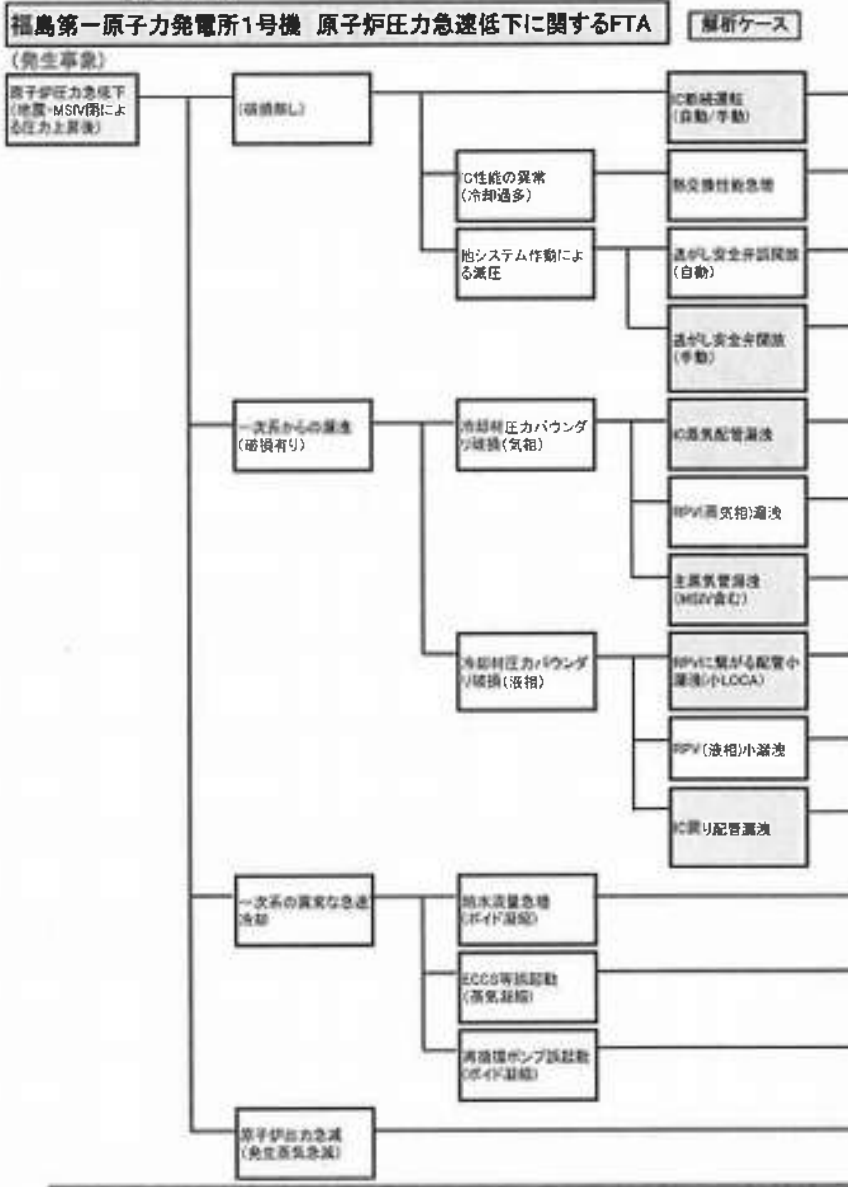 福島第一原子力発電所1号機 原子炉圧力急速低下に関するFTA
解析ケース
(発生事象)
原子炉圧力急低下
(地震・MSIV閉によ
る圧力上昇後)
(破損無し)
IC断続運転
(自動/手動)
IC性能の異常
(冷却過多)
熱交換性能急増
他システム作動によ
る減圧
逃がし安全弁誤開放
(自動)
逃がし安全弁開放
(手動)
一次系からの漏洩
(破損有り)
冷却材圧力バウンダ
リ破損(気相)
IC蒸気配管漏洩
RPV(蒸気相)漏洩
主蒸気管漏洩
(MSIV含む)
冷却材圧力バウンダ
リ破損(液相)
RPVに繋がる配管小
漏洩(小LOCA)
RPV(液相)小漏洩
IC戻り配管漏洩
一次系の異常な急速
冷却
給水流量急増
(ボイド凝縮)
ECCS等誤起動
(蒸気凝縮)
再循環ポンプ誤起動
(ボイド凝縮)
原子炉出力急減
(発生蒸気急減)